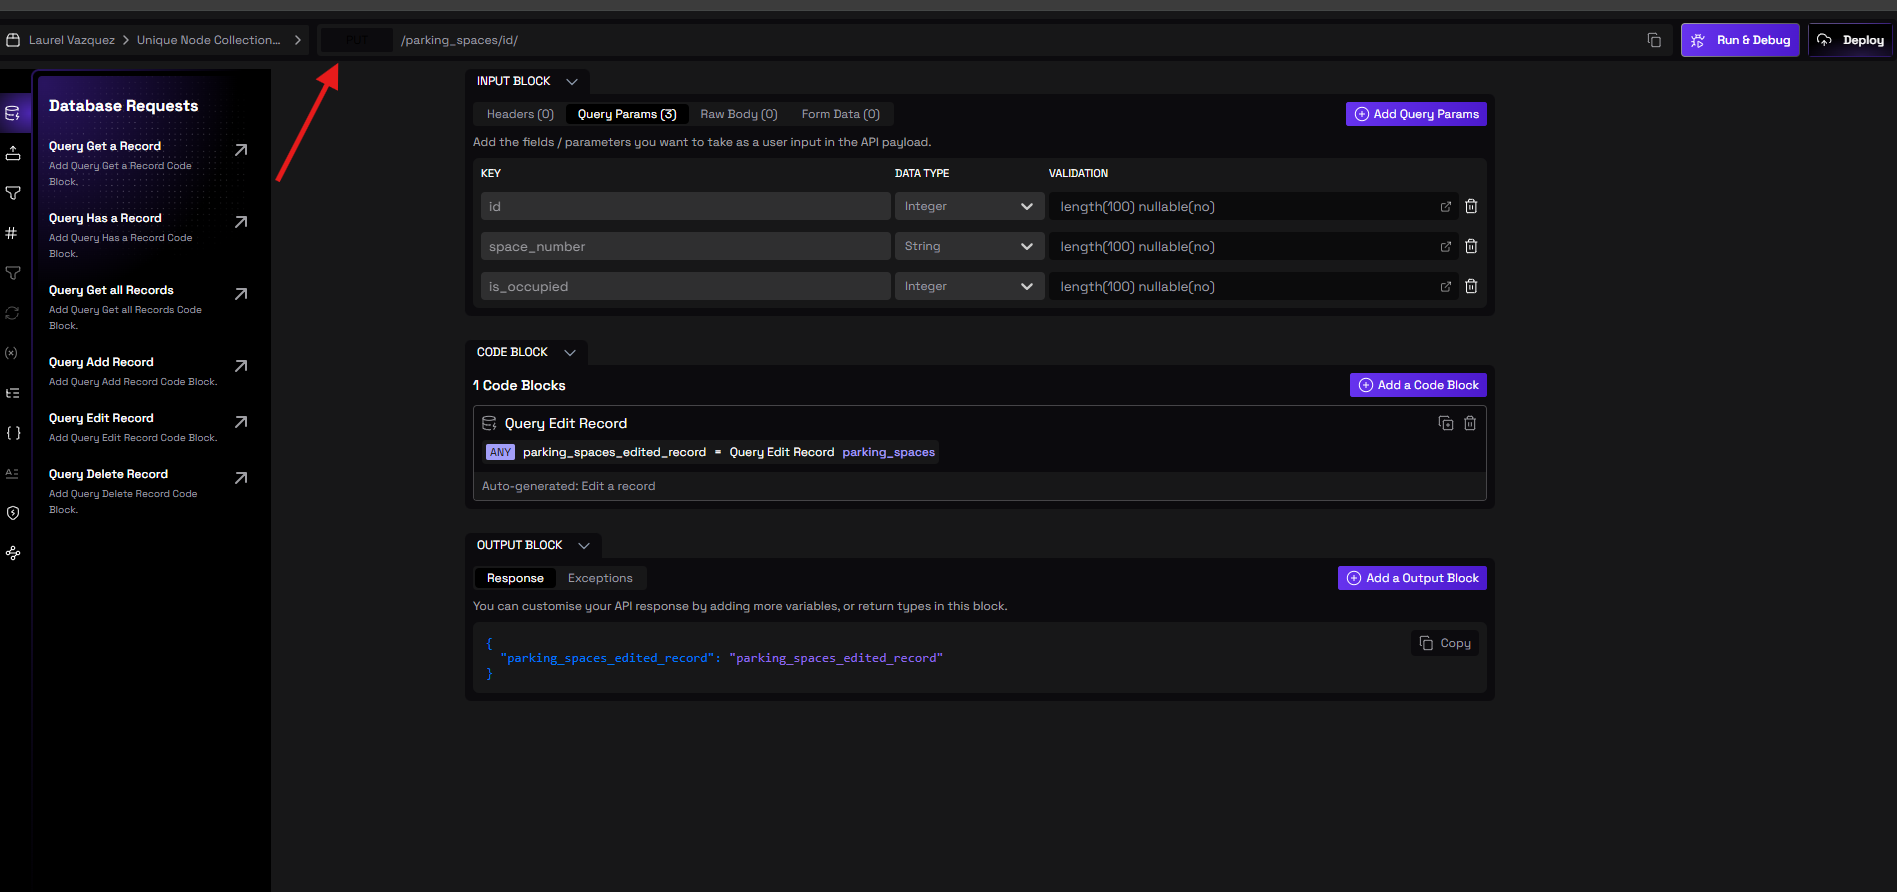 Laurel Vazquez > Unique Node Collection... > PUT /parking_spaces/id/
Run & Debug
Deploy
Database Requests
Query Get a Record
Add Query Get a Record Code
Block.
Query Has a Record
Add Query Has a Record Code
Block.
Query Get all Records
Add Query Get all Records Code
Block.
Query Add Record
Add Query Add Record Code Block.
Query Edit Record
Add Query Edit Record Code Block.
Query Delete Record
Add Query Delete Record Code
Block.
INPUT BLOCK
Headers (0) Query Params (3) Raw Body (0) Form Data (0)
Add Query Params
Add the fields / parameters you want to take as a user input in the API payload.
KEY DATA TYPE VALIDATION
id Integer length(100) nullable(no)
space_number String length(100) nullable(no)
is_occupied Integer length(100) nullable(no)
CODE BLOCK
1 Code Blocks
Add a Code Block
Query Edit Record
ANY parking_spaces_edited_record = Query Edit Record parking_spaces
Auto-generated: Edit a record
OUTPUT BLOCK
Response Exceptions
Add a Output Block
You can customise your API response by adding more variables, or return types in this block.
Copy
{
"parking_spaces_edited_record": "parking_spaces_edited_record"
}